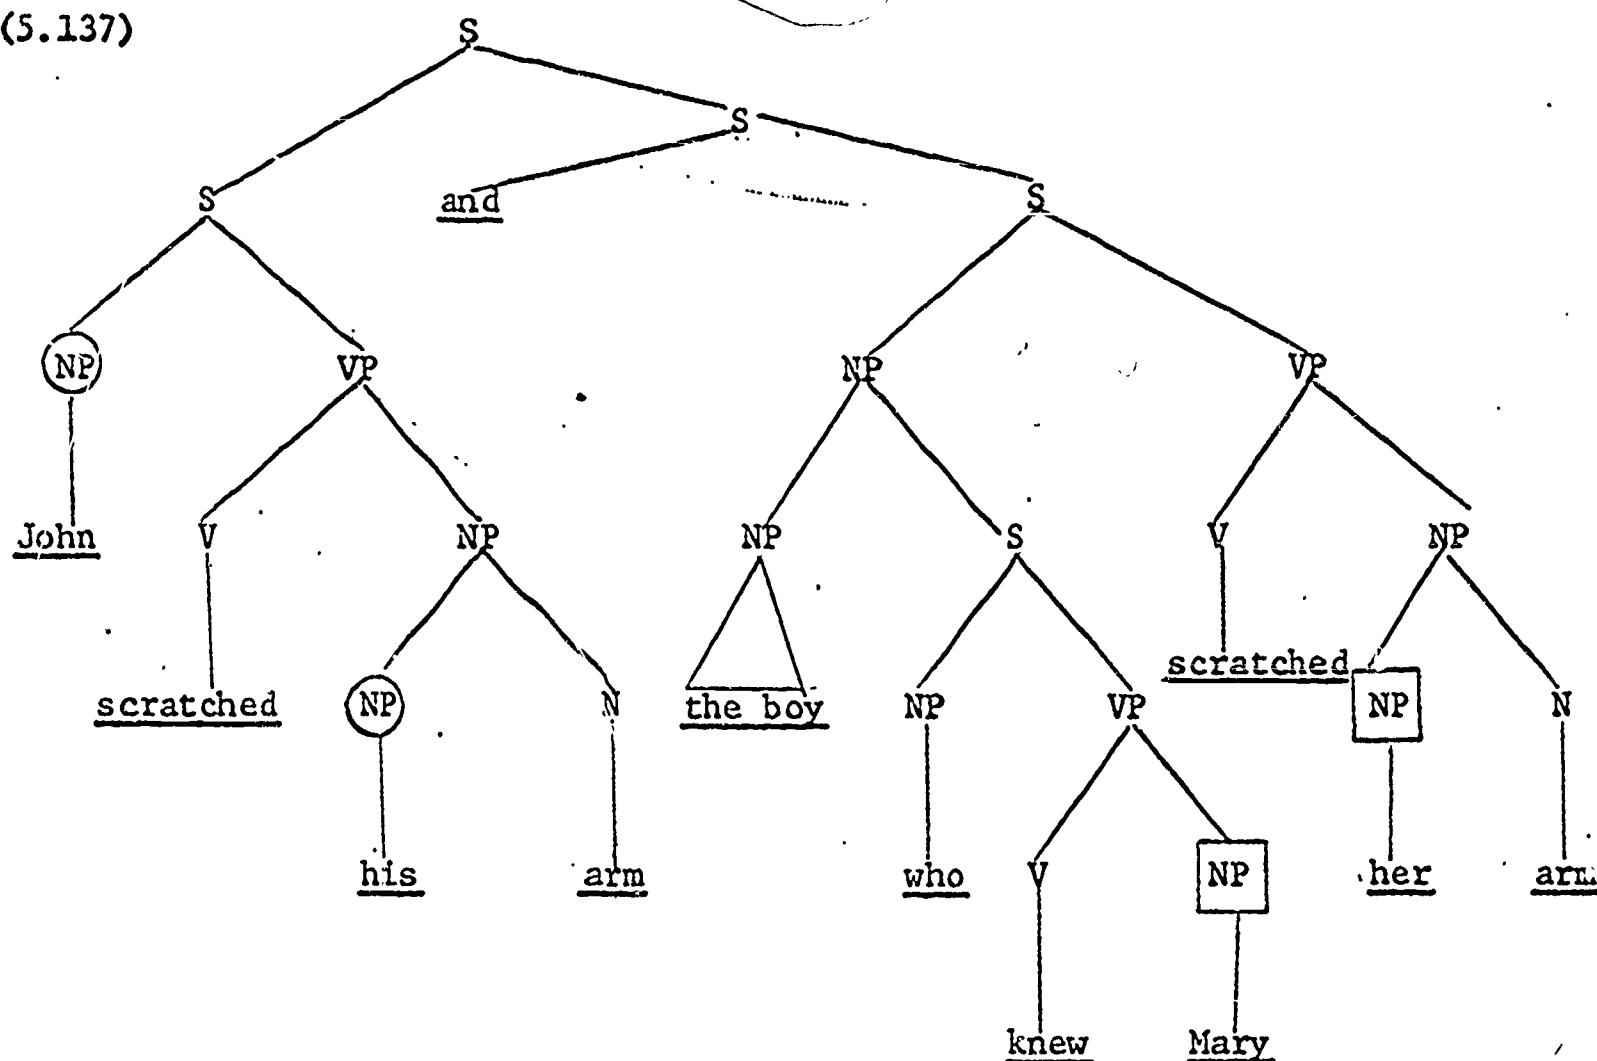 (5.137)
S
S
S and S
NP VP NP VP
John V NP NP S V NP
scratched
scratched NP N the boy NP VP NP N
his arm who V NP her arm
knew Mary